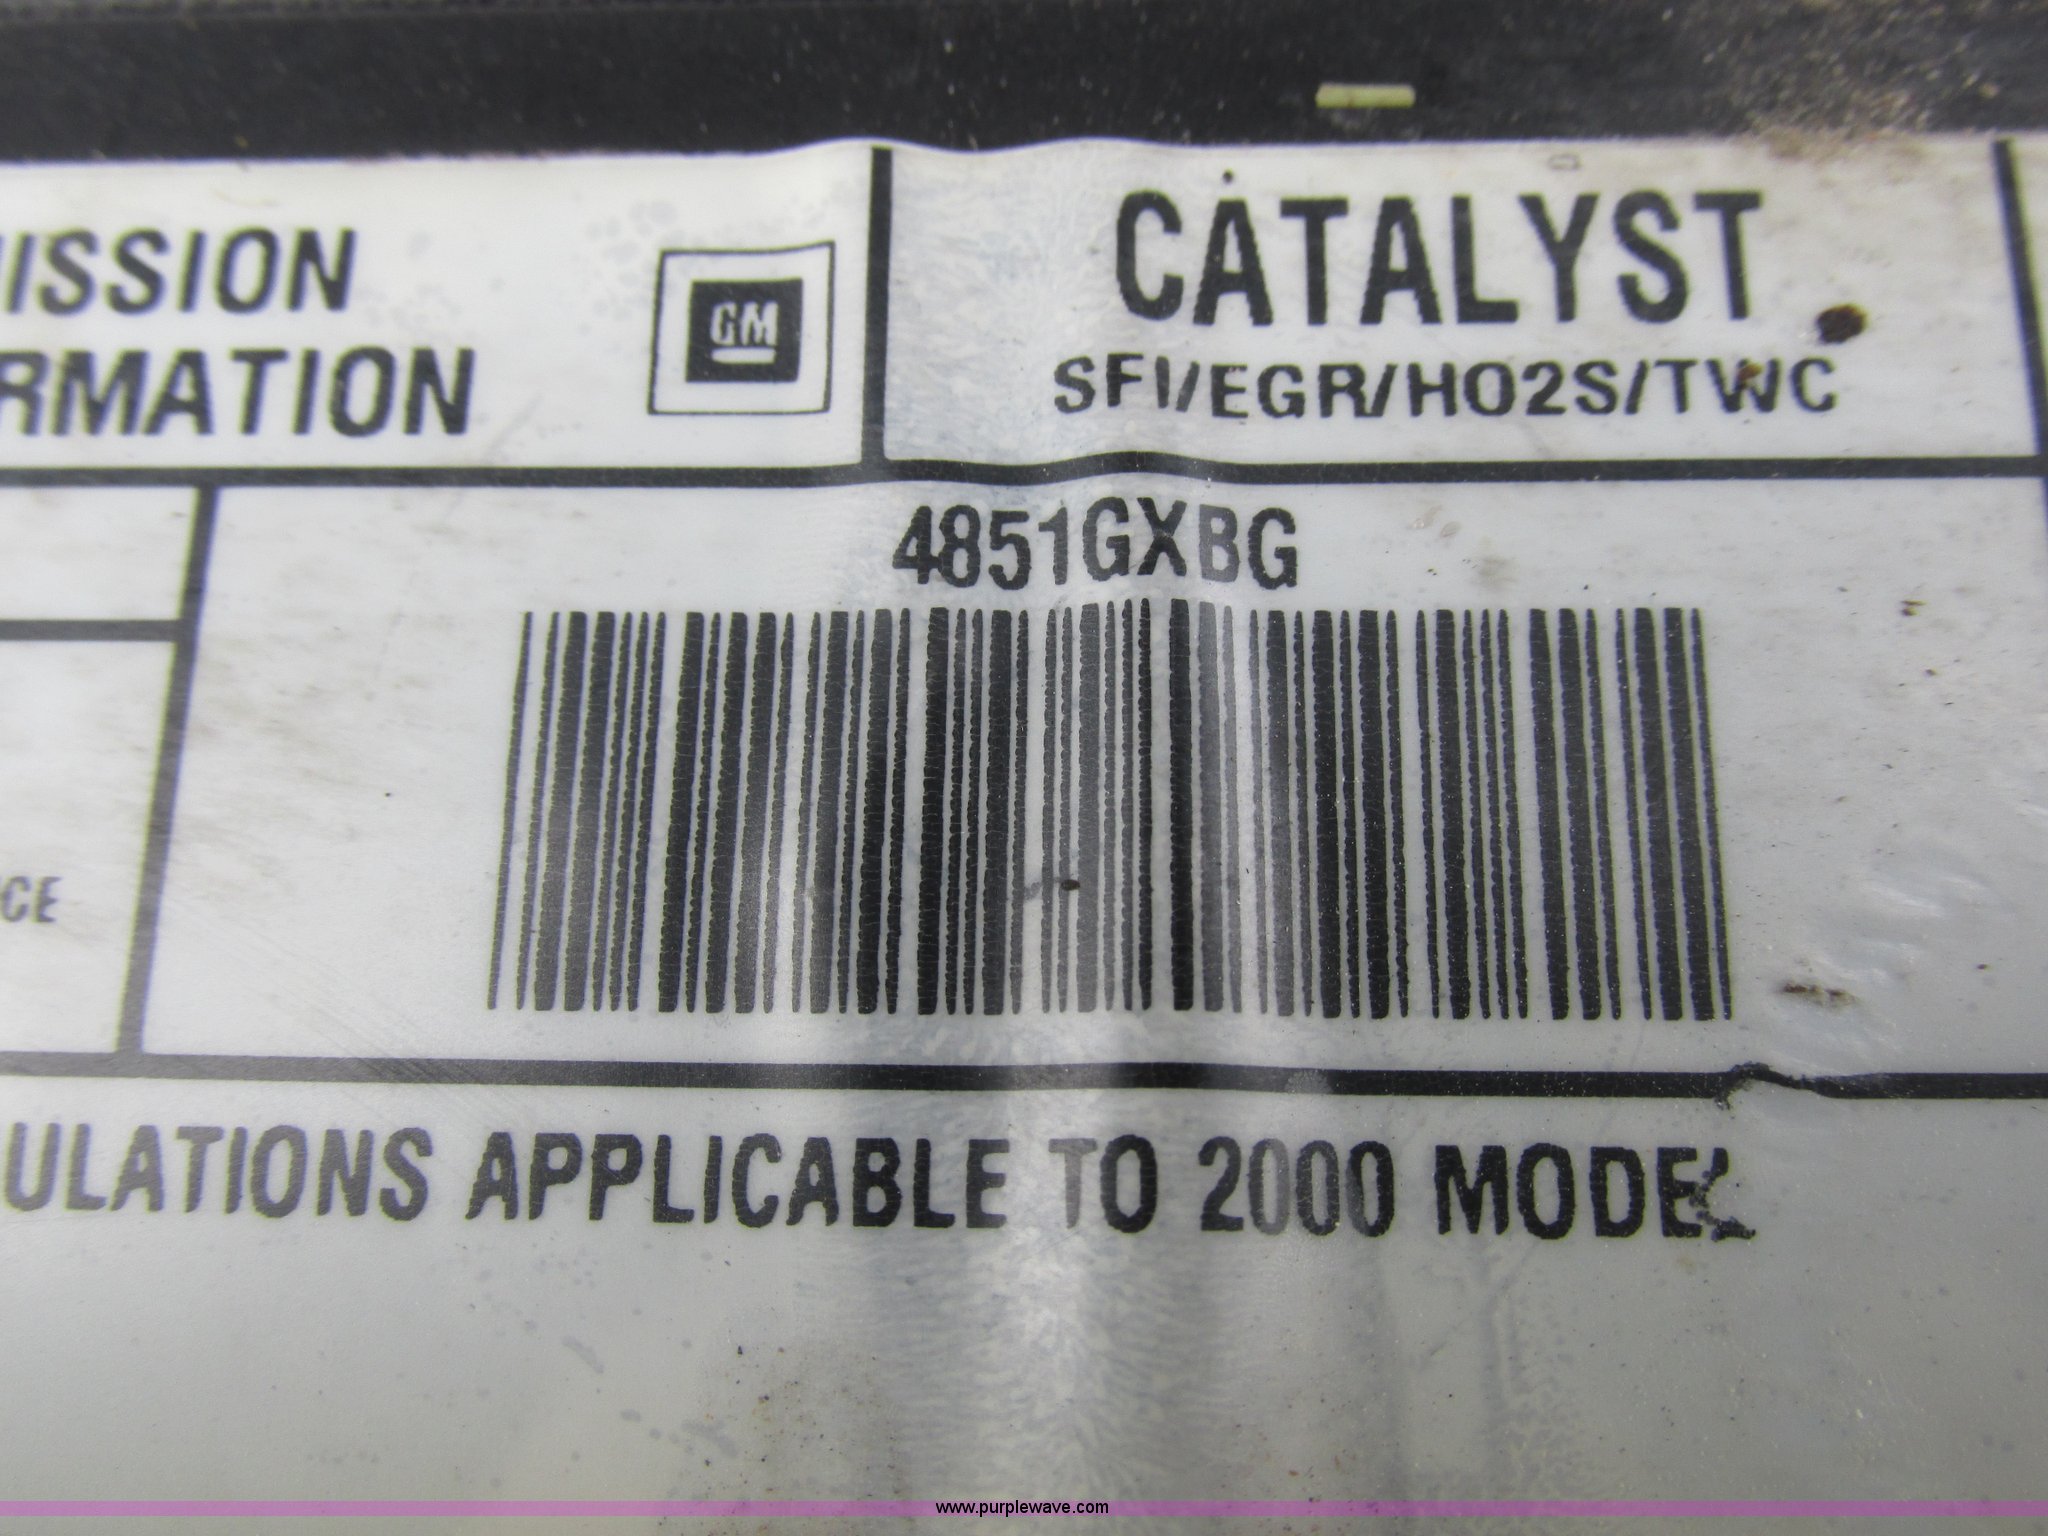 ISSION
RMATION
GM
CATALYST
SFI/EGR/HO2S/TWC
4851GXBG
CE
ULATIONS APPLICABLE TO 2000 MODEL
www.purplewave.com